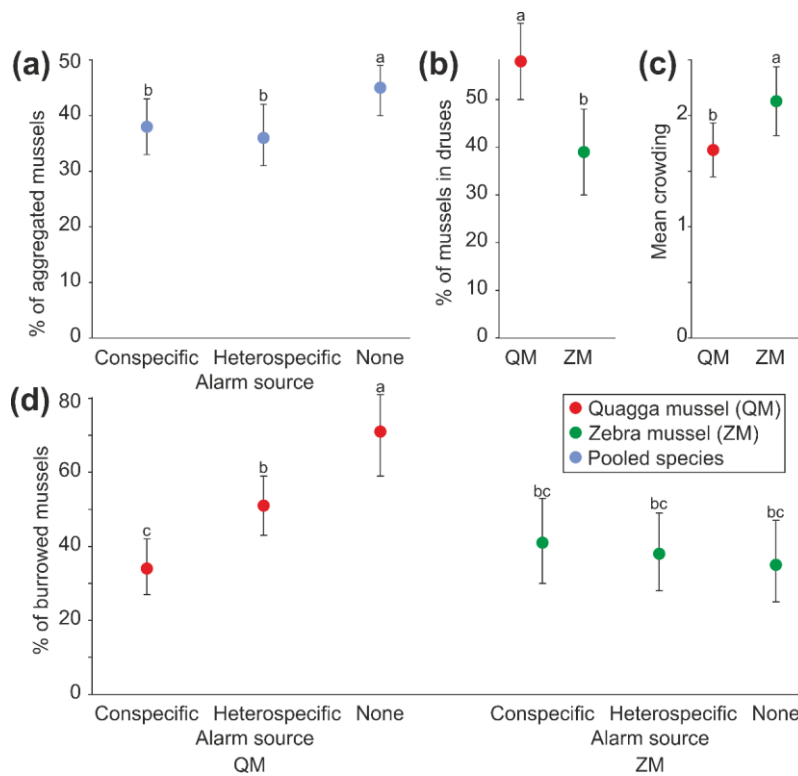 (a)
% of aggregated mussels
50
40
30
20
10
0
b
b
a
Conspecific Heterospecific None
Alarm source
(b)
% of mussels in druses
50
40
30
20
10
0
a
b
QM ZM
(c)
Mean crowding
2
1
0
b
a
QM ZM
(d)
% of burrowed mussels
80
60
40
20
0
c
b
a
bc
bc
bc
Quagga mussel (QM)
Zebra mussel (ZM)
Pooled species
Conspecific Heterospecific None
Alarm source
QM
Conspecific Heterospecific None
Alarm source
ZM